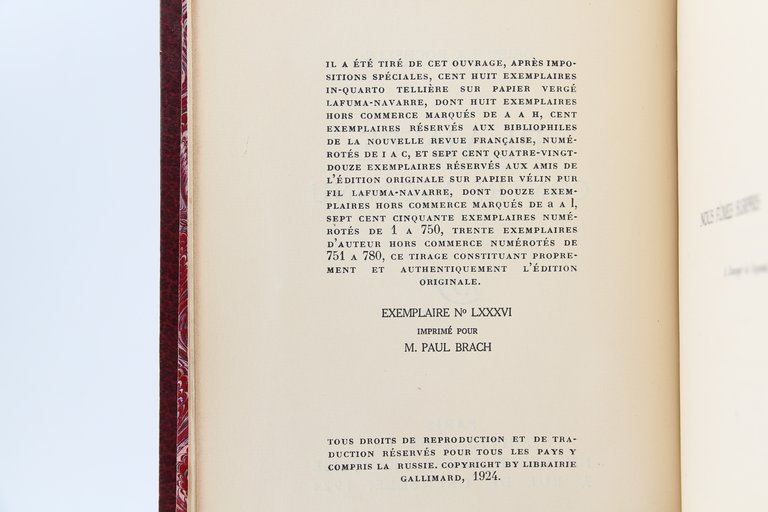 IL A ÉTÉ TIRÉ DE CET OUVRAGE, APRÈS IMPO-
SITIONS SPÉCIALES, CENT HUIT EXEMPLAIRES
IN-QUARTO TELLIÈRE SUR PAPIER VERGÉ
LAFUMA-NAVARRE, DONT HUIT EXEMPLAIRES
HORS COMMERCE MARQUÉS DE A A H, CENT
EXEMPLAIRES RÉSERVÉS AUX BIBLIOPHILES
DE LA NOUVELLE REVUE FRANÇAISE, NUMÉ-
ROTÉS DE I A C, ET SEPT CENT QUATRE-VINGT-
DOUZE EXEMPLAIRES RÉSERVÉS AUX AMIS DE
L'ÉDITION ORIGINALE SUR PAPIER VÉLIN PUR
FIL LAFUMA-NAVARRE, DONT DOUZE EXEM-
PLAIRES HORS COMMERCE MARQUÉS DE a A l,
SEPT CENT CINQUANTE EXEMPLAIRES NUMÉ-
ROTÉS DE 1 A 750, TRENTE EXEMPLAIRES
D'AUTEUR HORS COMMERCE NUMÉROTÉS DE
751 A 780, CE TIRAGE CONSTITUANT PROPRE-
MENT ET AUTHENTIQUEMENT L'ÉDITION
ORIGINALE.
EXEMPLAIRE No LXXXVI
IMPRIMÉ POUR
M. PAUL BRACH
TOUS DROITS DE REPRODUCTION ET DE TRA-
DUCTION RÉSERVÉS POUR TOUS LES PAYS Y
COMPRIS LA RUSSIE. COPYRIGHT BY LIBRAIRIE
GALLIMARD, 1924.
NOUS FÛMES SURPRIS